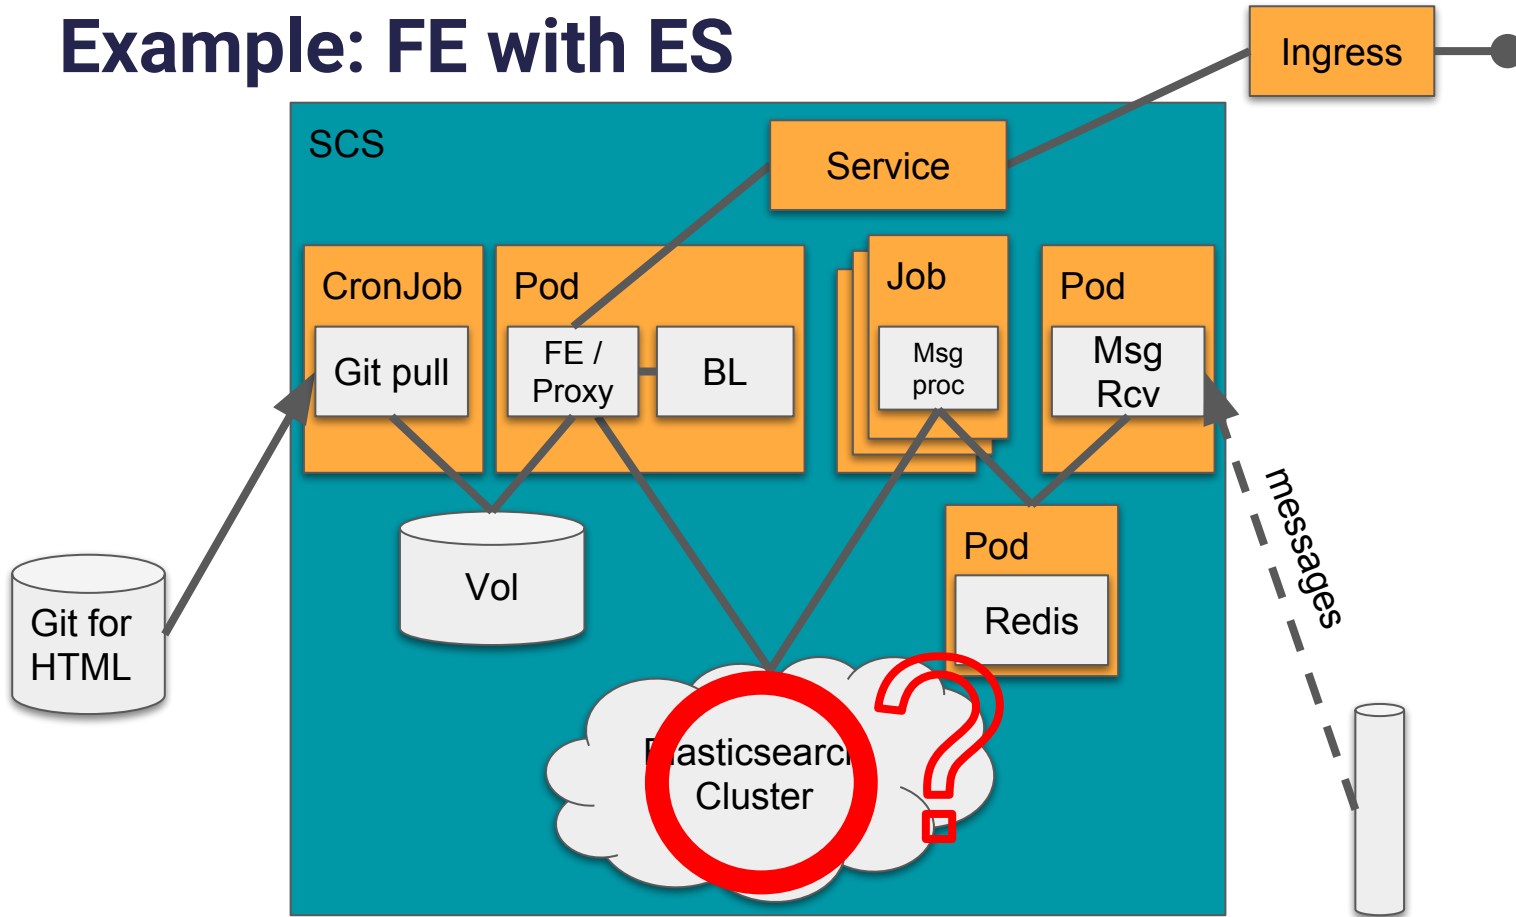 Example: FE with ES
Ingress
SCS
Service
CronJob
Git pull
Pod
FE /
Proxy
BL
Job
Msg
proc
Pod
Msg
Rcv
messages
Vol
Pod
Redis
Git for
HTML
Elasticsearch
Cluster
?